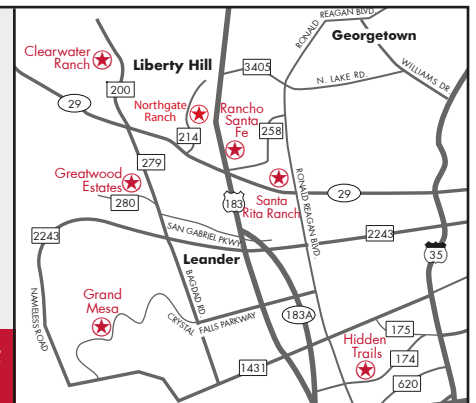 RONALD REAGAN BLVD.
Georgetown
Clearwater
Ranch
Liberty Hill
3405
N. LAKE RD.
WILLIAMS DR.
200
29
Northgate
Ranch
Rancho
Santa
Fe
214
258
279
Greatwood
Estates
280
183
Santa
Rita Ranch
RONALD REAGAN BLVD.
29
2243
SAN GABRIEL PKWY
2243
Leander
35
NAMELESS ROAD
BAGDAD RD.
Grand
Mesa
CRYSTAL FALLS PARKWAY
183A
175
Hidden
Trails
174
1431
620